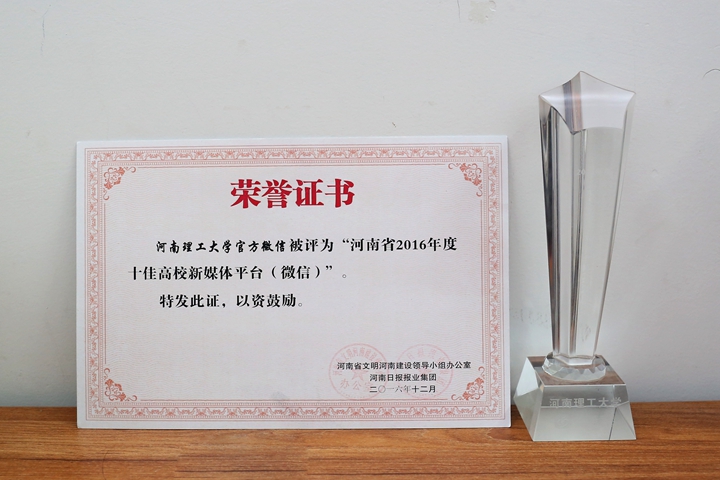 荣誉证书
河南理工大学官方微信被评为“河南省2016年度
十佳高校新媒体平台（微信）”。
特发此证，以资鼓励。
河南省文明河南建设领导小组办公室
河南日报报业集团
二〇一六年十二月
河南理工大学